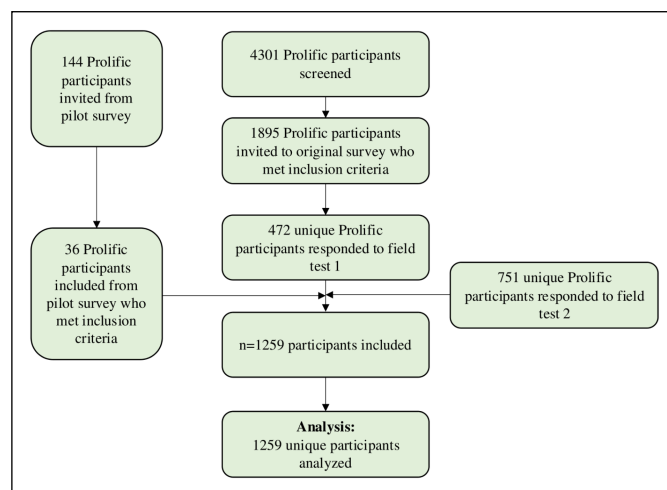 144 Prolific
participants
invited from
pilot survey
4301 Prolific participants
screened
1895 Prolific participants
invited to original survey who
met inclusion criteria
472 unique Prolific
participants responded to field
test 1
36 Prolific
participants
included from
pilot survey who
met inclusion
criteria
751 unique Prolific
participants responded to field
test 2
n=1259 participants included
Analysis:
1259 unique participants
analyzed